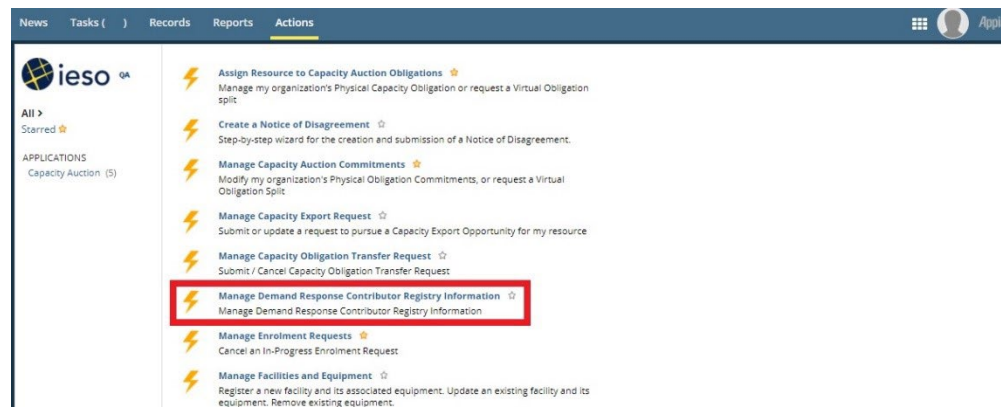 News Tasks ( ) Records Reports Actions
ieso QA
All >
Starred
APPLICATIONS
Capacity Auction (5)
Assign Resource to Capacity Auction Obligations
Manage my organization's Physical Capacity Obligation or request a Virtual Obligation
split
Create a Notice of Disagreement
Step-by-step wizard for the creation and submission of a Notice of Disagreement.
Manage Capacity Auction Commitments
Modify my organization's Physical Obligation Commitments, or request a Virtual
Obligation Split
Manage Capacity Export Request
Submit or update a request to pursue a Capacity Export Opportunity for my resource
Manage Capacity Obligation Transfer Request
Submit / Cancel Capacity Obligation Transfer Request
Manage Demand Response Contributor Registry Information
Manage Demand Response Contributor Registry Information
Manage Enrolment Requests
Cancel an In-Progress Enrolment Request
Manage Facilities and Equipment
Register a new facility and its associated equipment. Update an existing facility and its
equipment. Remove existing equipment.